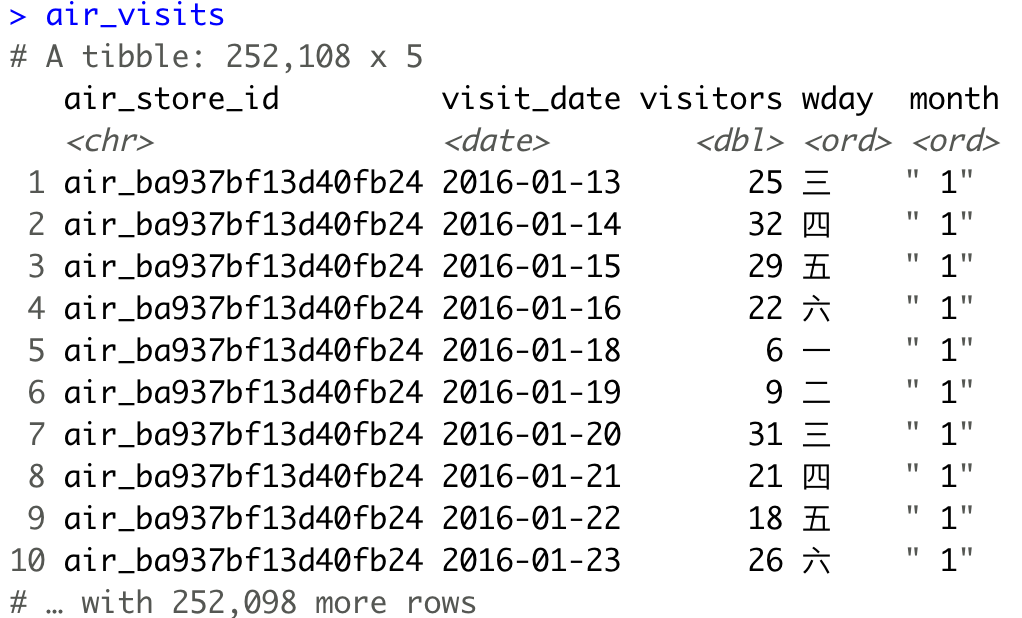 > air_visits
# A tibble: 252,108 x 5
   air_store_id         visit_date visitors wday  month
   <chr>                <date>        <dbl> <ord> <ord>
 1 air_ba937bf13d40fb24 2016-01-13       25 三    " 1"
 2 air_ba937bf13d40fb24 2016-01-14       32 四    " 1"
 3 air_ba937bf13d40fb24 2016-01-15       29 五    " 1"
 4 air_ba937bf13d40fb24 2016-01-16       22 六    " 1"
 5 air_ba937bf13d40fb24 2016-01-18        6 一    " 1"
 6 air_ba937bf13d40fb24 2016-01-19        9 二    " 1"
 7 air_ba937bf13d40fb24 2016-01-20       31 三    " 1"
 8 air_ba937bf13d40fb24 2016-01-21       21 四    " 1"
 9 air_ba937bf13d40fb24 2016-01-22       18 五    " 1"
10 air_ba937bf13d40fb24 2016-01-23       26 六    " 1"
# … with 252,098 more rows